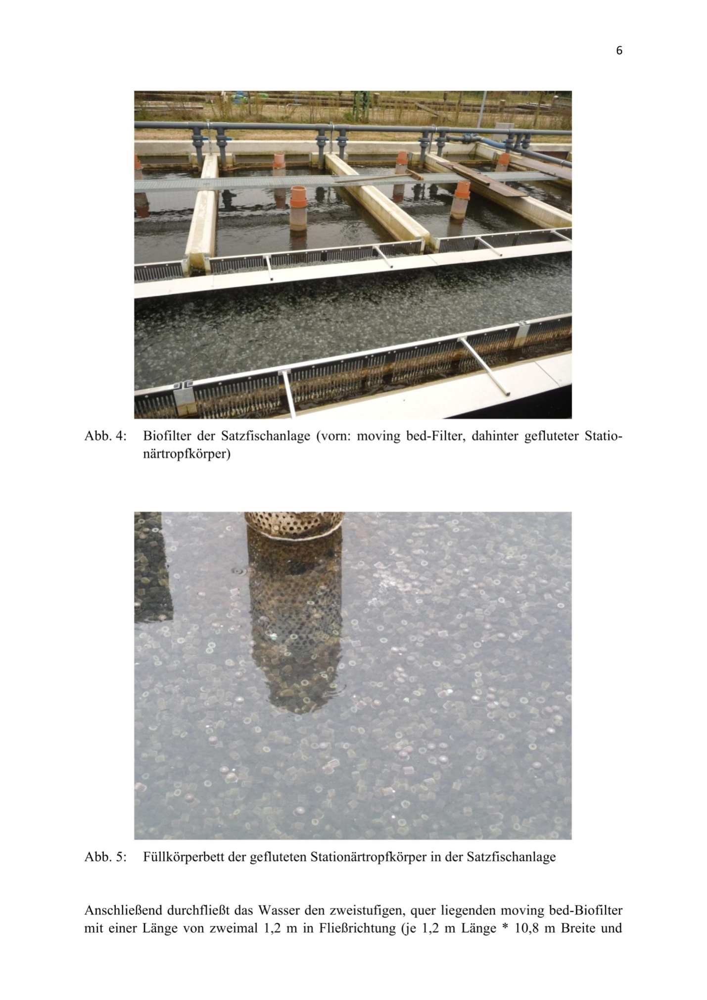 6
Abb. 4: Biofilter der Satzfischanlage (vorn: moving bed-Filter, dahinter gefluteter Statio-
närtropfkörper)
Abb. 5: Füllkörperbett der gefluteten Stationärtropfkörper in der Satzfischanlage
Anschließend durchfließt das Wasser den zweistufigen, quer liegenden moving bed-Biofilter
mit einer Länge von zweimal 1,2 m in Fließrichtung (je 1,2 m Länge * 10,8 m Breite und